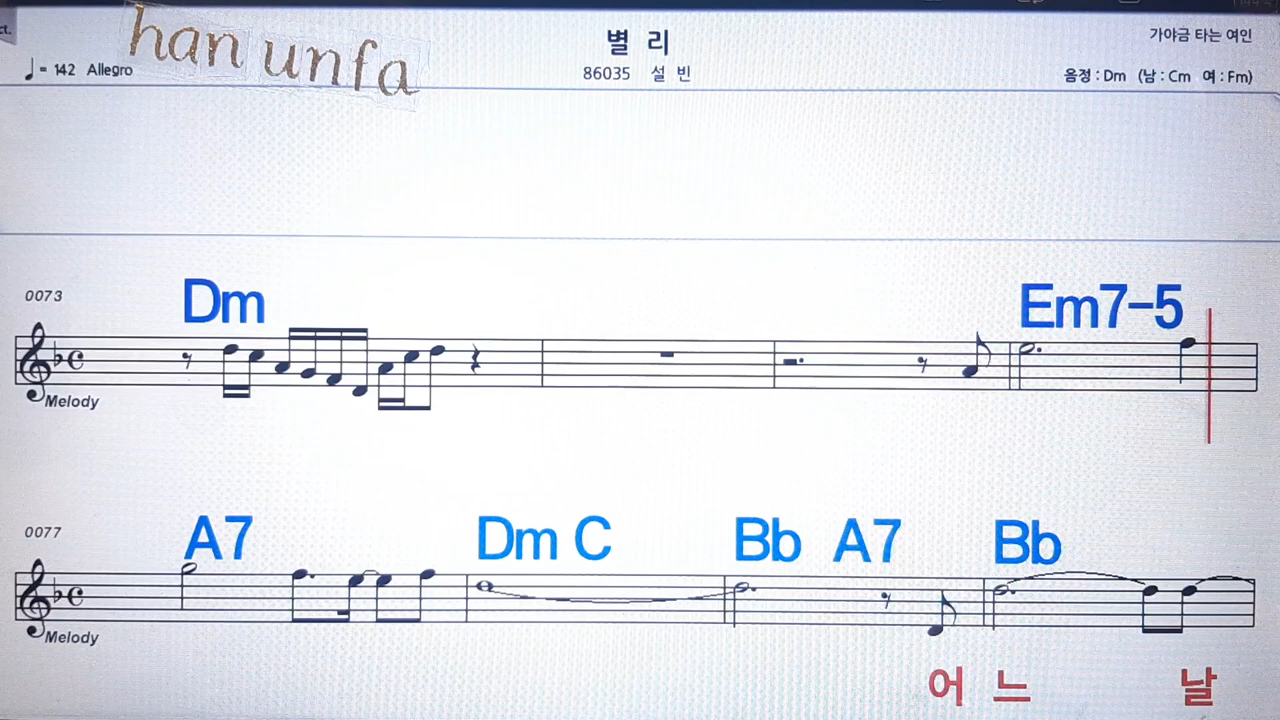 ct.
han unfa
별 리
가야금 타는 여인
♩ = 142 Allegro
86035 설 빈
음정 : Dm (남 : Cm 여 : Fm)
0073
Dm
Em7-5
Melody
0077
A7
Dm C
Bb A7
Bb
Melody
어 느 날